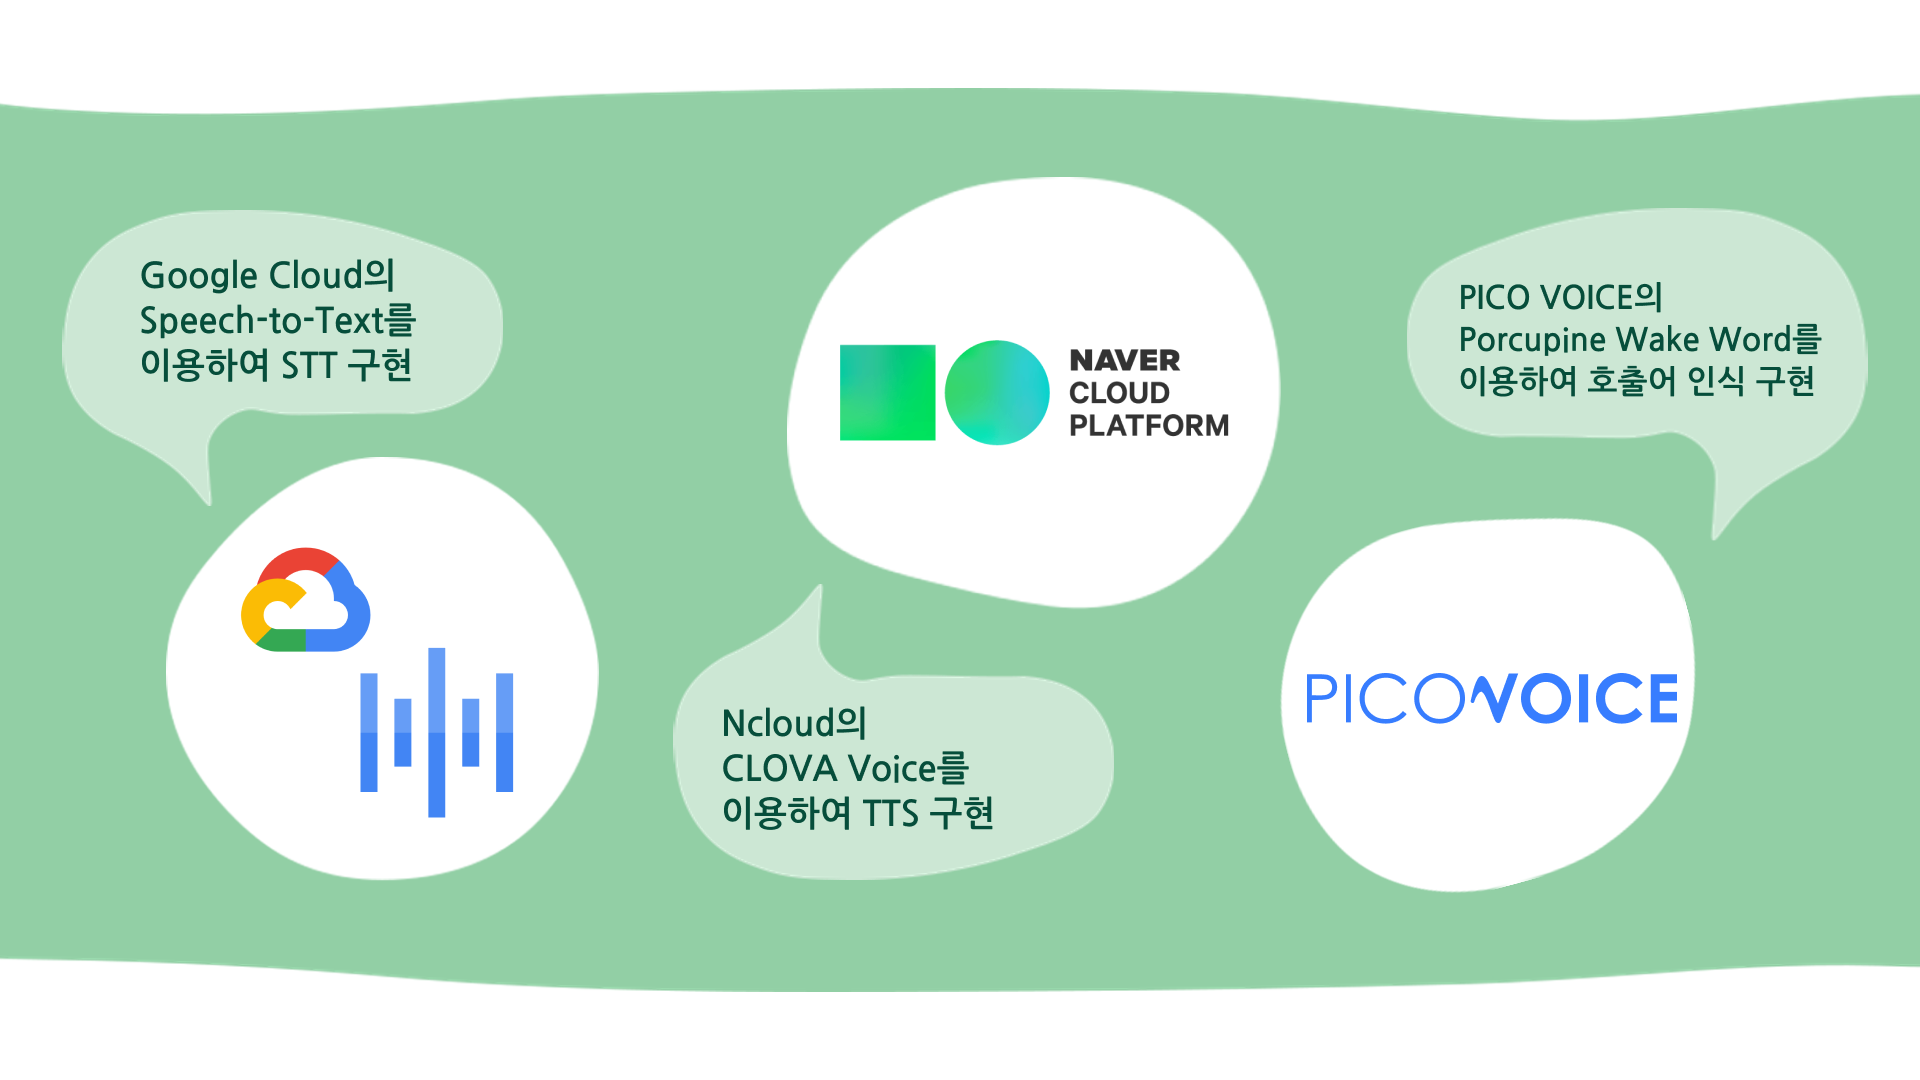 Google Cloud의
Speech-to-Text를
이용하여 STT 구현
NAVER
CLOUD
PLATFORM
Ncloud의
CLOVA Voice를
이용하여 TTS 구현
PICO VOICE의
Porcupine Wake Word를
이용하여 호출어 인식 구현
PICOVOICE